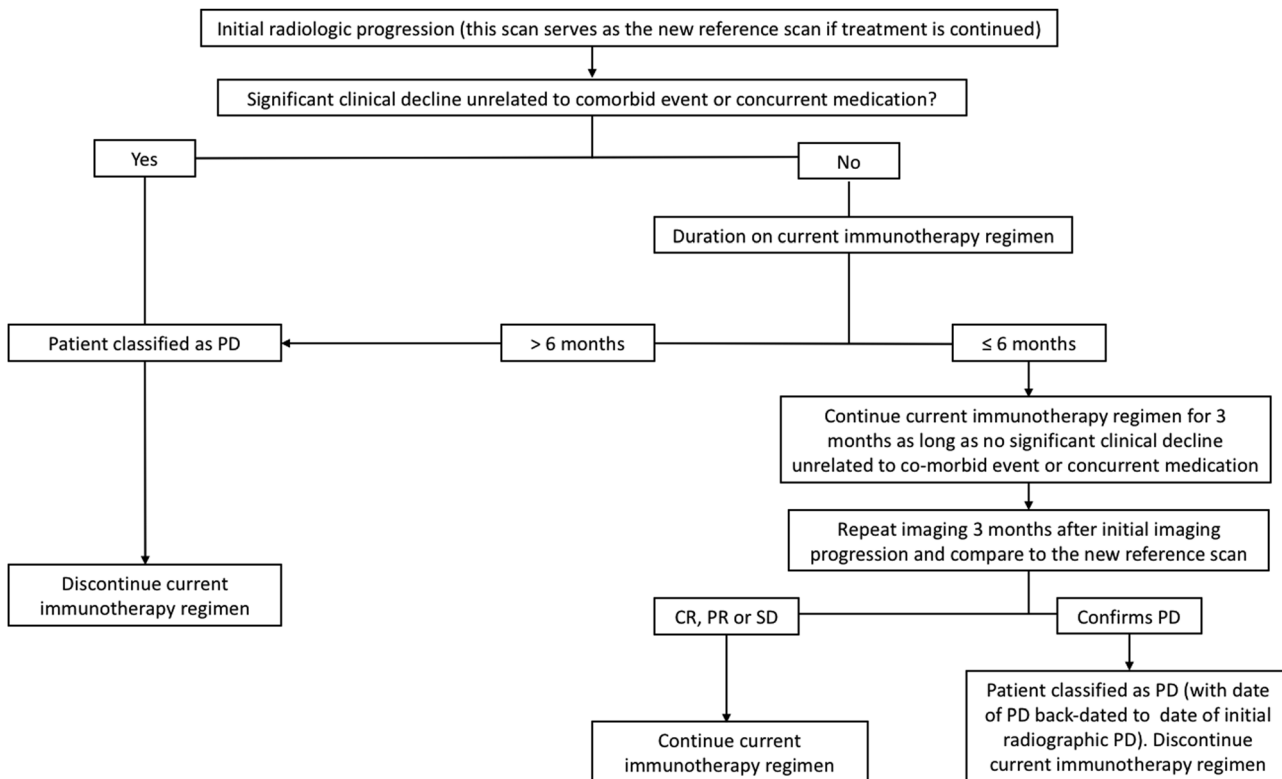 Initial radiologic progression (this scan serves as the new reference scan if treatment is continued)
Significant clinical decline unrelated to comorbid event or concurrent medication?
Yes
No
Duration on current immunotherapy regimen
Patient classified as PD
> 6 months
≤ 6 months
Continue current immunotherapy regimen for 3
months as long as no significant clinical decline
unrelated to co-morbid event or concurrent medication
Repeat imaging 3 months after initial imaging
progression and compare to the new reference scan
Discontinue current
immunotherapy regimen
CR, PR or SD
Confirms PD
Continue current
immunotherapy regimen
Patient classified as PD (with date
of PD back-dated to date of initial
radiographic PD). Discontinue
current immunotherapy regimen